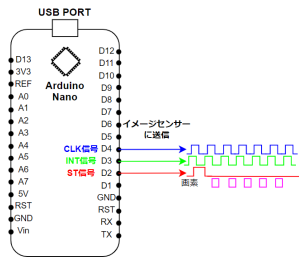 USB PORT
Arduino
Nano
D13
3V3
REF
A0
A1
A2
A3
A4
A5
A6
A7
5V
RST
GND
Vin
D12
D11
D10
D9
D8
D7
D6
D5
D4
D3
D2
D1
GND
RST
RX
TX
イメージセンサー
に送信
CLK信号
INT信号
ST信号
画素